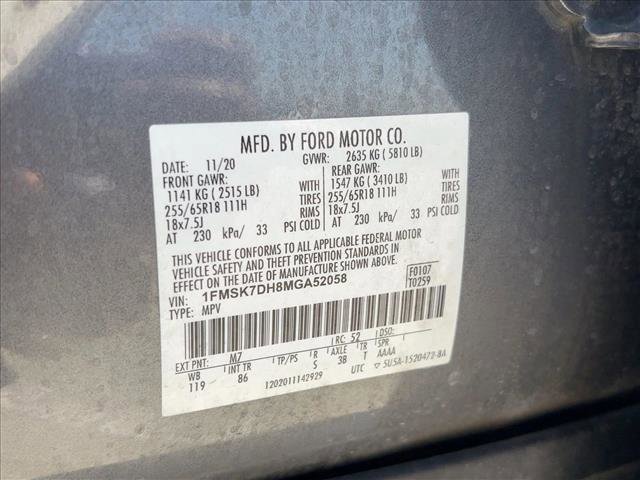 MFD. BY FORD MOTOR CO.
DATE: 11/20 GVWR: 2635 KG ( 5810 LB)
FRONT GAWR: REAR GAWR:
1141 KG ( 2515 LB) WITH 1547 KG ( 3410 LB) WITH
255/65R18 111H TIRES 255/65R18 111H TIRES
18x7.5J RIMS 18x7.5J RIMS
AT 230 kPa/ 33 PSI COLD AT 230 kPa/ 33 PSI COLD
THIS VEHICLE CONFORMS TO ALL APPLICABLE FEDERAL MOTOR
VEHICLE SAFETY AND THEFT PREVENTION STANDARDS IN EFFECT
ON THE DATE OF MANUFACTURE SHOWN ABOVE.
VIN: 1FMSK7DH8MGA52058 F0107
TYPE: MPV T0259
EXT PNT: M7 RC: 52 DSO:
WB INT TR TP/PS R AXLE TR SPR
119 86 S 3B T AAAA
1202011142929 UTC ▽ 5U5A-1520472-BA